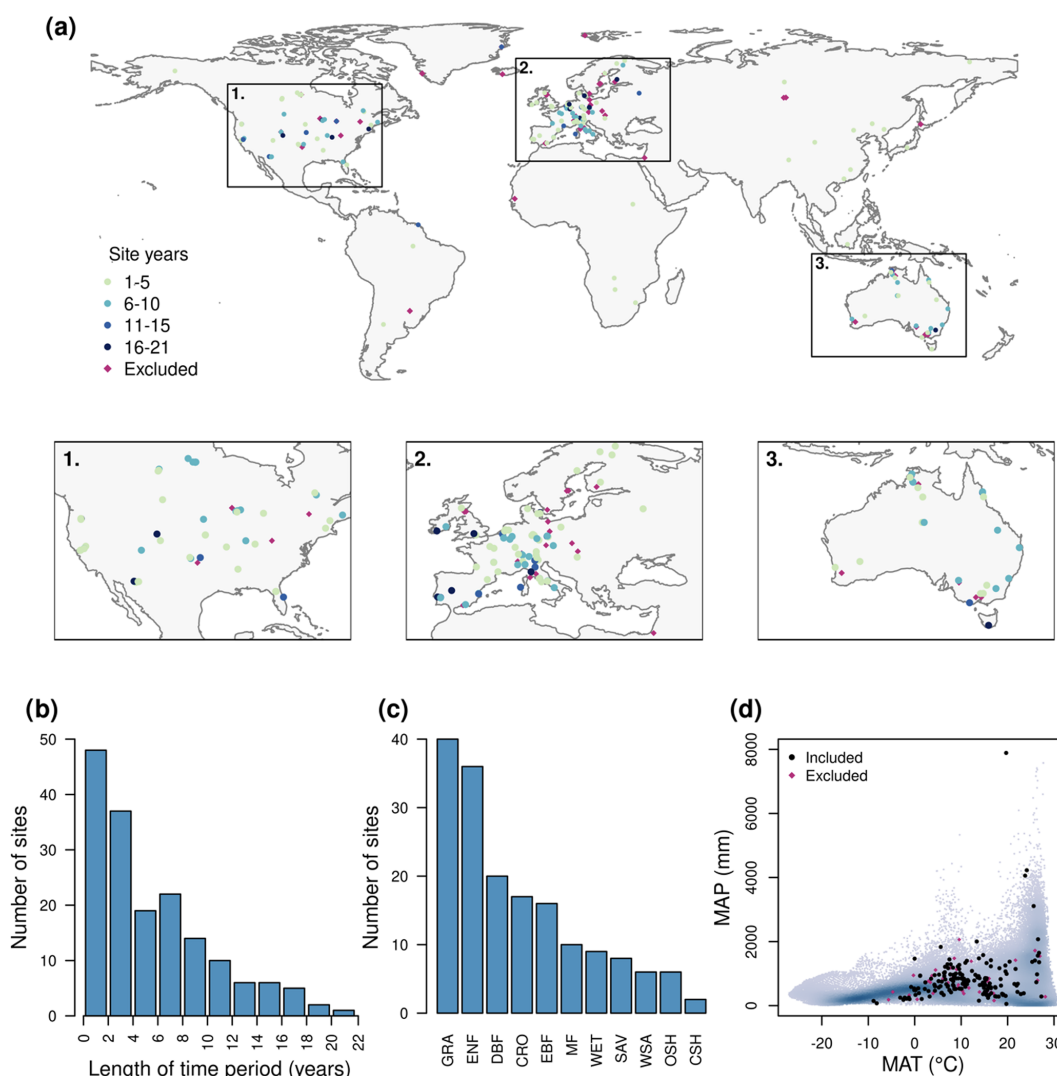 (a)
1.
2.
3.
Site years
1-5
6-10
11-15
16-21
Excluded
1.
2.
3.
(b)
50
40
30
20
10
0
Number of sites
0
2
4
6
8
10
12
14
16
18
20
22
Length of time period (years)
(c)
40
30
20
10
0
Number of sites
GRA
ENF
DBF
CRO
EBF
MF
WET
SAV
WSA
OSH
CSH
(d)
8000
6000
4000
2000
0
MAP (mm)
Included
Excluded
-20
-10
0
10
20
30
MAT (°C)